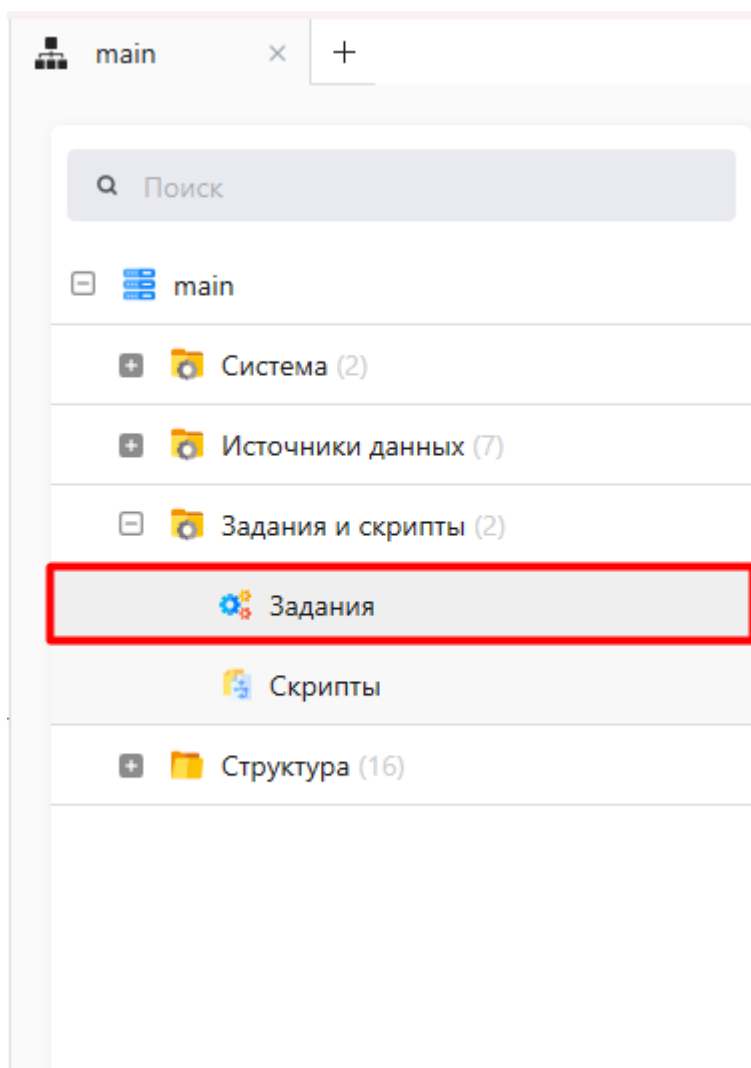 main
Поиск
main
Система (2)
Источники данных (7)
Задания и скрипты (2)
Задания
Скрипты
Структура (16)